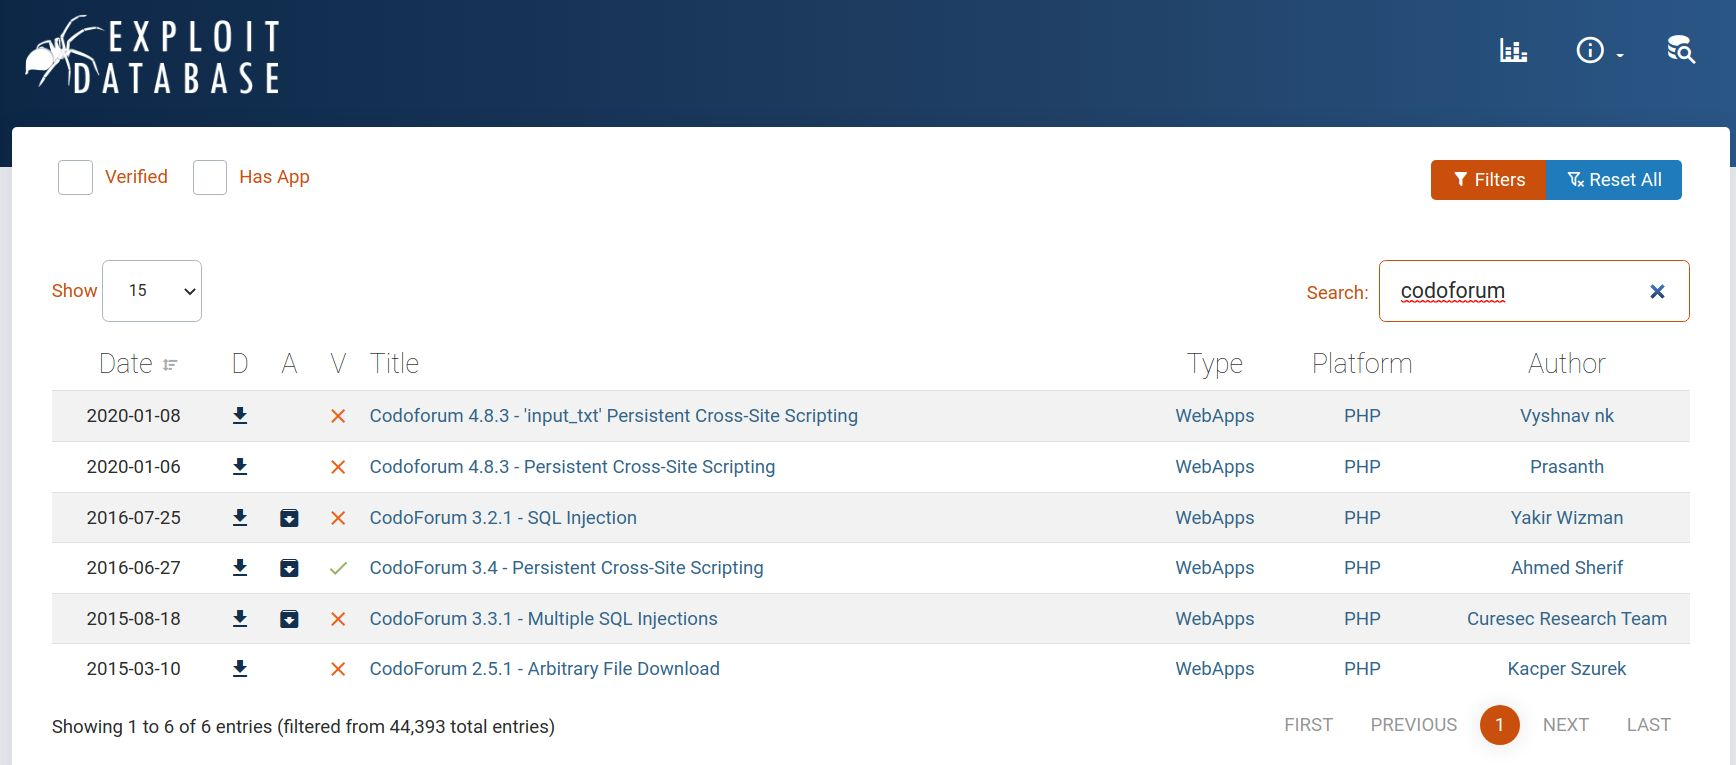 EXPLOIT
DATABASE
Verified Has App Filters Reset All
Show 15 Search: codoforum
Date D A V Title Type Platform Author
2020-01-08 Codoforum 4.8.3 - 'input_txt' Persistent Cross-Site Scripting WebApps PHP Vyshnav nk
2020-01-06 Codoforum 4.8.3 - Persistent Cross-Site Scripting WebApps PHP Prasanth
2016-07-25 CodoForum 3.2.1 - SQL Injection WebApps PHP Yakir Wizman
2016-06-27 CodoForum 3.4 - Persistent Cross-Site Scripting WebApps PHP Ahmed Sherif
2015-08-18 CodoForum 3.3.1 - Multiple SQL Injections WebApps PHP Curesec Research Team
2015-03-10 CodoForum 2.5.1 - Arbitrary File Download WebApps PHP Kacper Szurek
Showing 1 to 6 of 6 entries (filtered from 44,393 total entries) FIRST PREVIOUS 1 NEXT LAST